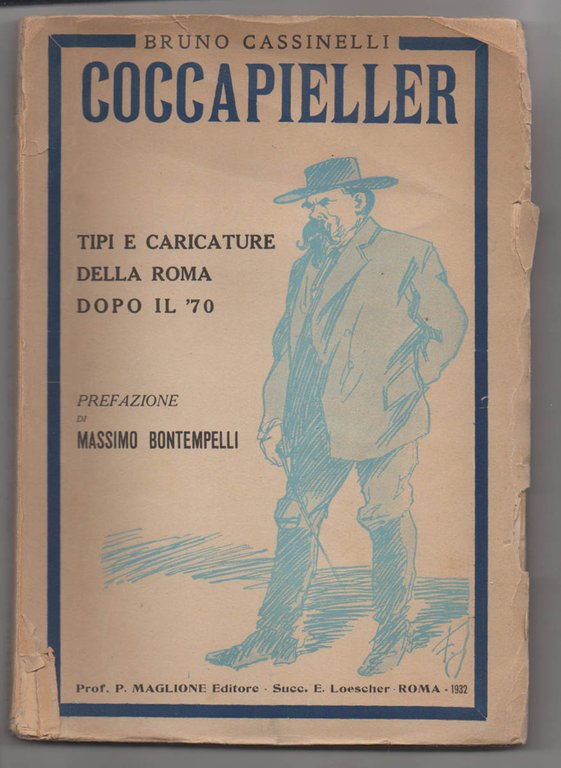 BRUNO CASSINELLI
COCCAPIELLER
TIPI E CARICATURE
DELLA ROMA
DOPO IL '70
PREFAZIONE
DI
MASSIMO BONTEMPELLI
Prof. P. MAGLIONE Editore - Succ. E. Loescher - ROMA - 1932